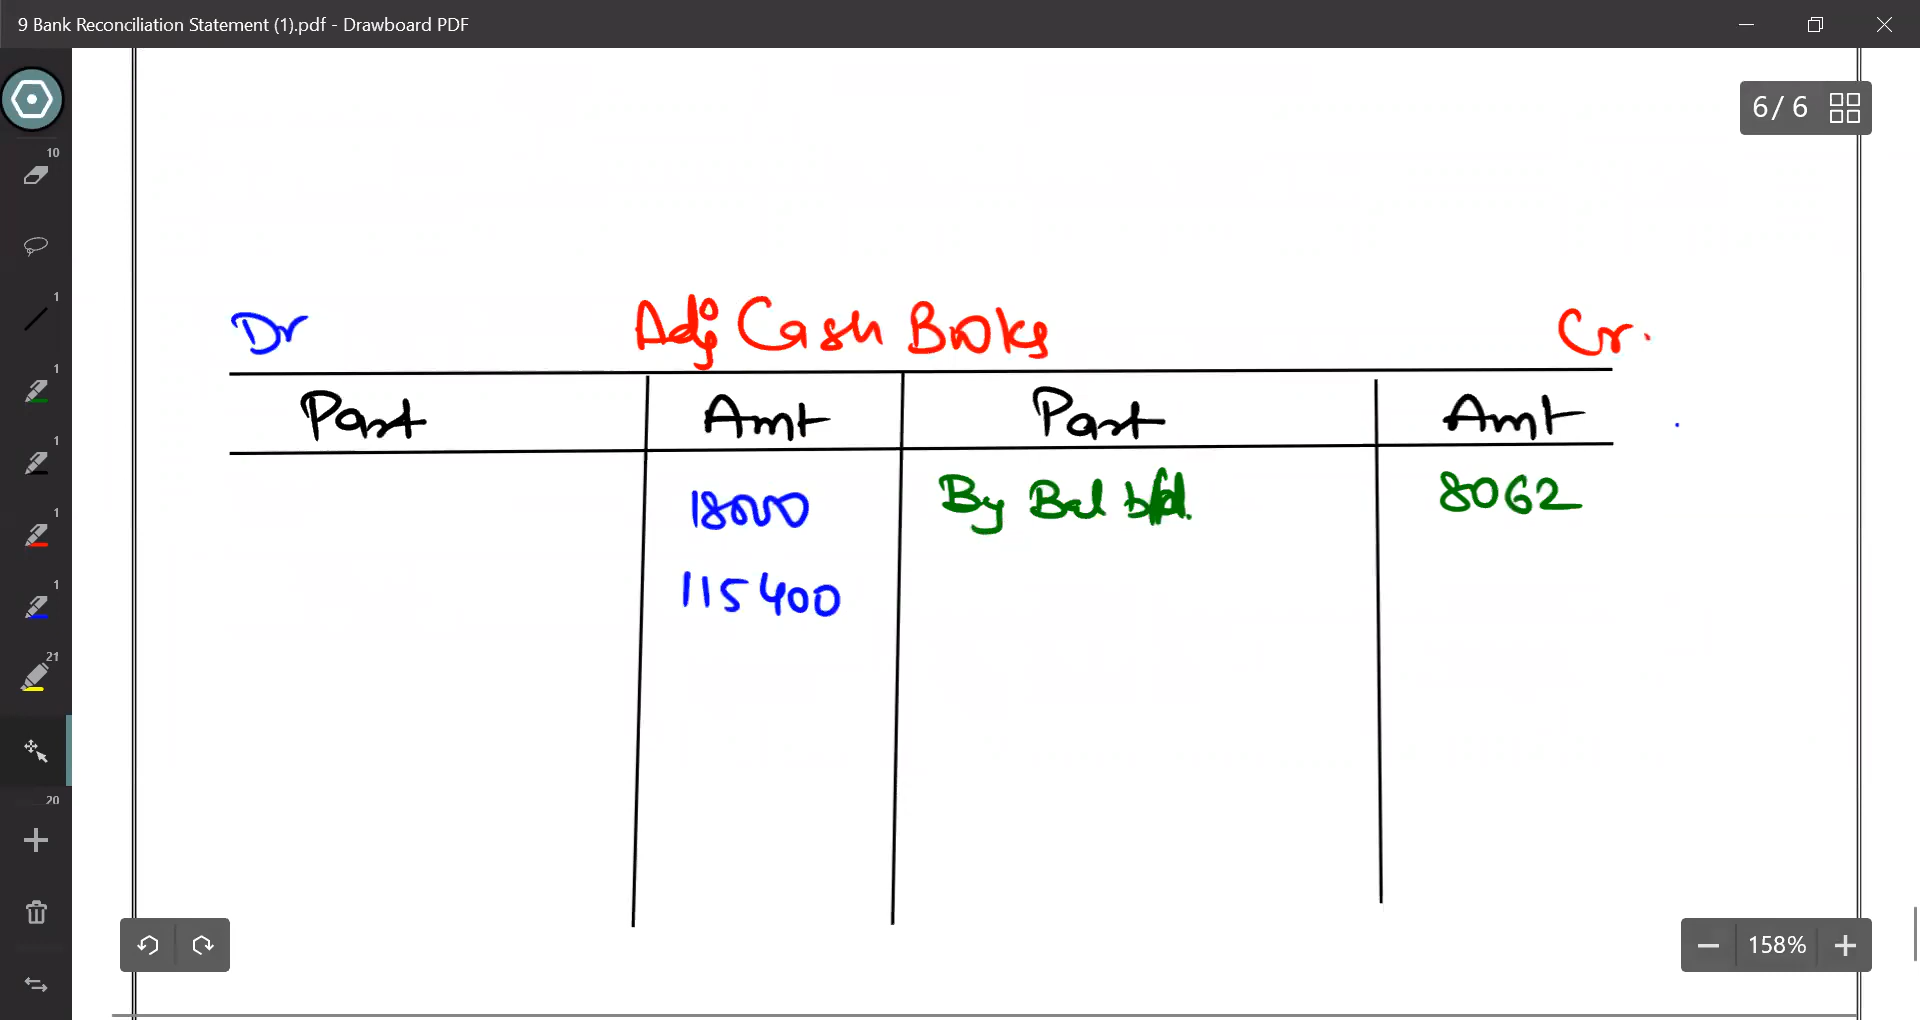 9 Bank Reconciliation Statement (1).pdf - Drawboard PDF
6 / 6
10
1
1
1
1
1
21
20
Dr Adj Cash Books Cr.
Part Amt Part Amt
18000 By Bal b/d. 8062
115400
158%